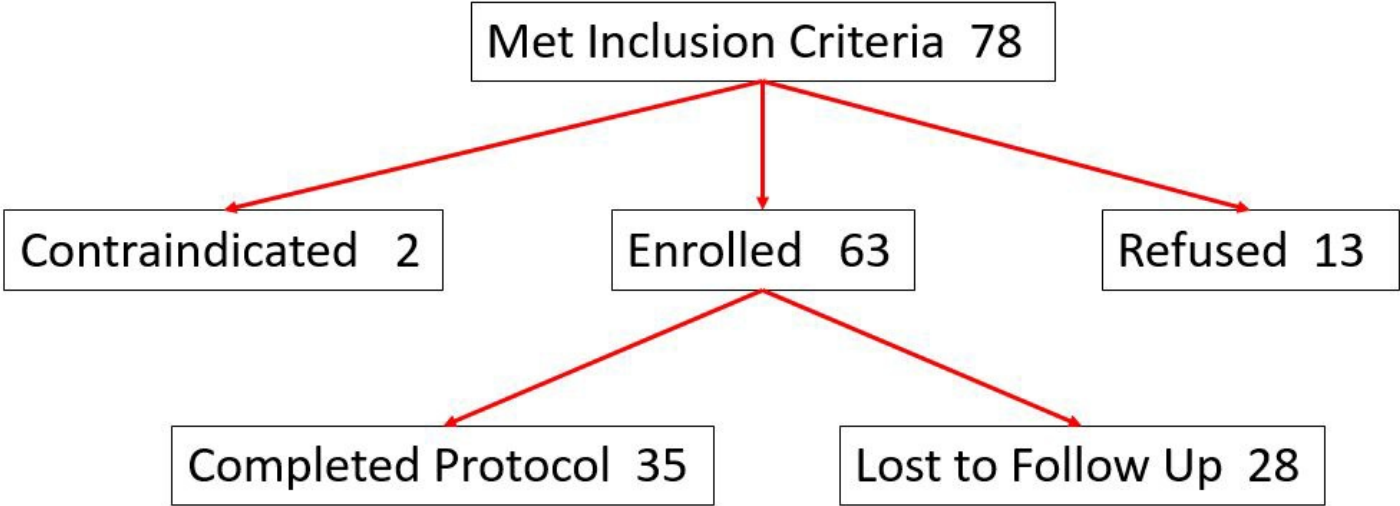 Met Inclusion Criteria 78
Contraindicated 2
Enrolled 63
Refused 13
Completed Protocol 35
Lost to Follow Up 28